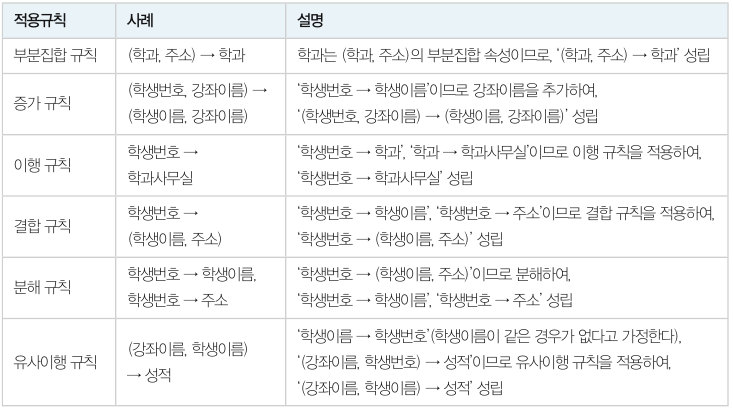 적용규칙 사례 설명
부분집합 규칙 (학과, 주소) → 학과 학과는 (학과, 주소)의 부분집합 속성이므로, ‘(학과, 주소) → 학과’ 성립
증가 규칙 (학생번호, 강좌이름) → ‘학생번호 → 학생이름’이므로 강좌이름을 추가하여,
(학생이름, 강좌이름) ‘(학생번호, 강좌이름) → (학생이름, 강좌이름)’ 성립
이행 규칙 학생번호 → ‘학생번호 → 학과’, ‘학과 → 학과사무실’이므로 이행 규칙을 적용하여,
학과사무실 ‘학생번호 → 학과사무실’ 성립
결합 규칙 학생번호 → ‘학생번호 → 학생이름’, ‘학생번호 → 주소’이므로 결합 규칙을 적용하여,
(학생이름, 주소) ‘학생번호 → (학생이름, 주소)’ 성립
분해 규칙 학생번호 → 학생이름, ‘학생번호 → (학생이름, 주소)’이므로 분해하여,
학생번호 → 주소 ‘학생번호 → 학생이름’, ‘학생번호 → 주소’ 성립
유사이행 규칙 (강좌이름, 학생이름) ‘학생이름 → 학생번호’(학생이름이 같은 경우가 없다고 가정한다),
→ 성적 ‘(강좌이름, 학생번호) → 성적’이므로 유사이행 규칙을 적용하여,
‘(강좌이름, 학생이름) → 성적’ 성립